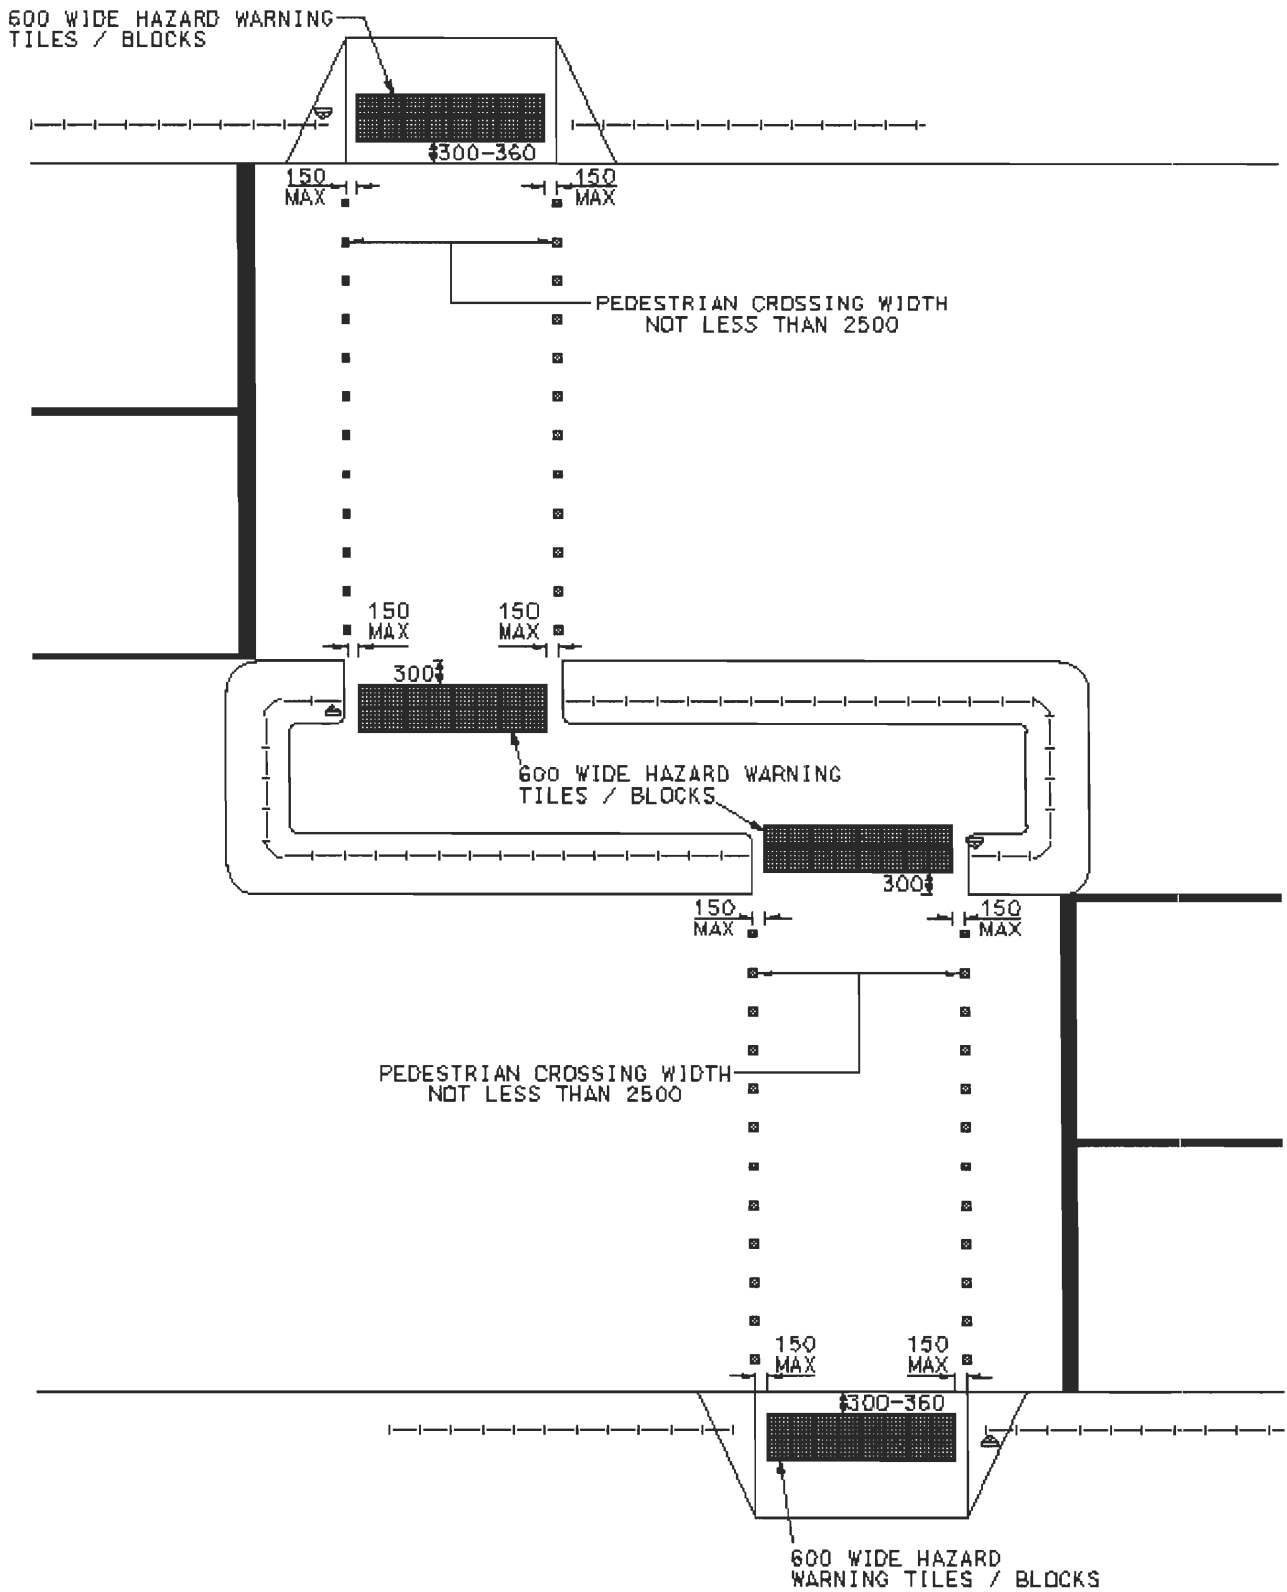 600 WIDE HAZARD WARNING
TILES / BLOCKS
300-360
150
MAX
150
MAX
PEDESTRIAN CROSSING WIDTH
NOT LESS THAN 2500
150
MAX
150
MAX
300
600 WIDE HAZARD WARNING
TILES / BLOCKS
300
150
MAX
150
MAX
PEDESTRIAN CROSSING WIDTH
NOT LESS THAN 2500
150
MAX
150
MAX
300-360
600 WIDE HAZARD
WARNING TILES / BLOCKS